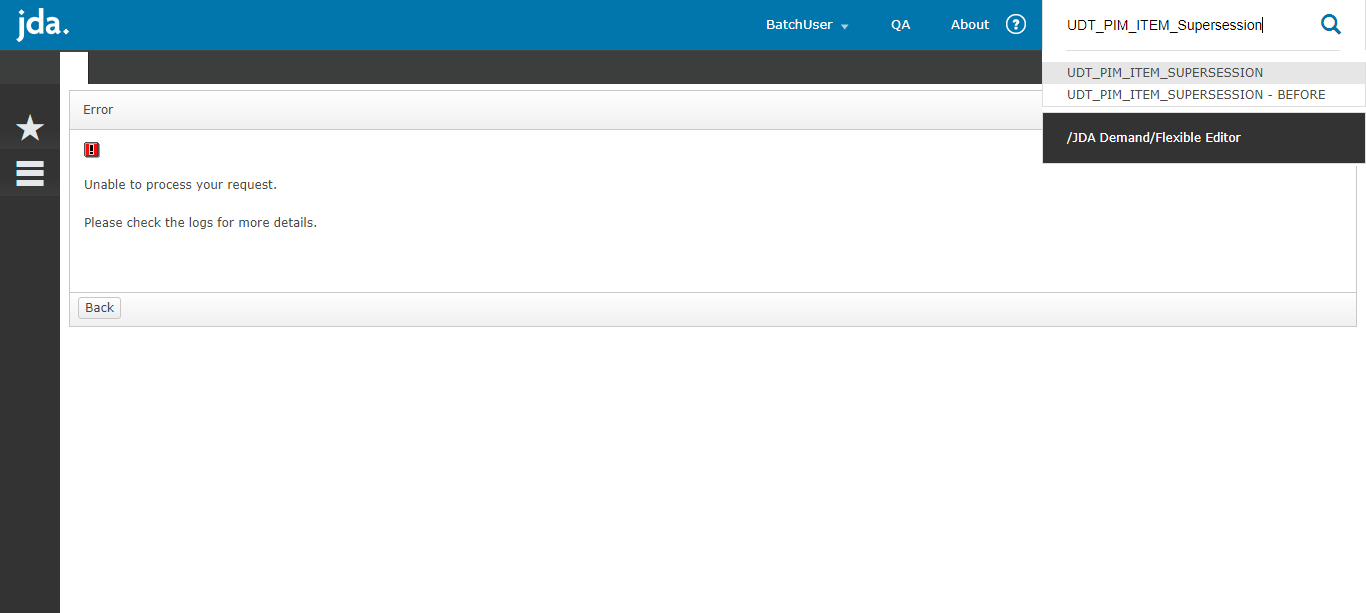 jda.
BatchUser
QA
About
?
UDT_PIM_ITEM_Supersession
UDT_PIM_ITEM_SUPERSESSION
UDT_PIM_ITEM_SUPERSESSION - BEFORE
/JDA Demand/Flexible Editor
Error
!
Unable to process your request.
Please check the logs for more details.
Back